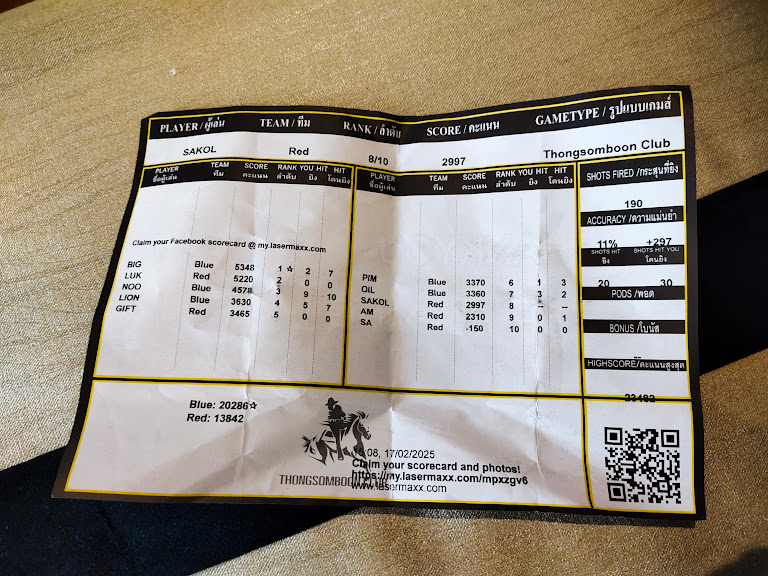 PLAYER / ผู้เล่น TEAM / ทีม RANK / ลำดับ SCORE / คะแนน GAMETYPE / รูปแบบเกมส์
SAKOL Red 8/10 2997 Thongsomboon Club
PLAYER TEAM SCORE RANK YOU HIT HIT
ชื่อผู้เล่น ทีม คะแนน ลำดับ ยิง โดนยิง
Claim your Facebook scorecard @ my.lasermaxx.com
BIG Blue 5348 1 ☆ 2 7
LUK Red 5220 2 0 0
NOO Blue 4578 3 9 10
LION Blue 3630 4 5 7
GIFT Red 3465 5 0 0
PLAYER TEAM SCORE RANK YOU HIT HIT
ชื่อผู้เล่น ทีม คะแนน ลำดับ ยิง โดนยิง
PIM Blue 3370 6 1 3
OIL Blue 3360 7 3 2
SAKOL Red 2997 8 -- --
AM Red 2310 9 0 1
SA Red -150 10 0 0
SHOTS FIRED /กระสุนที่ยิง
190
ACCURACY /ความแม่นยำ
11% +297
SHOTS HIT SHOTS HIT YOU
ยิง โดนยิง
20 30
PODS /พอด
BONUS /โบนัส
--
HIGHSCORE/คะแนนสูงสุด
23482
Blue: 20286☆
Red: 13842
:08, 17/02/2025
Claim your scorecard and photos!
https://my.lasermaxx.com/mpxzgv6
THONGSOMBOON
www.lasermaxx.com